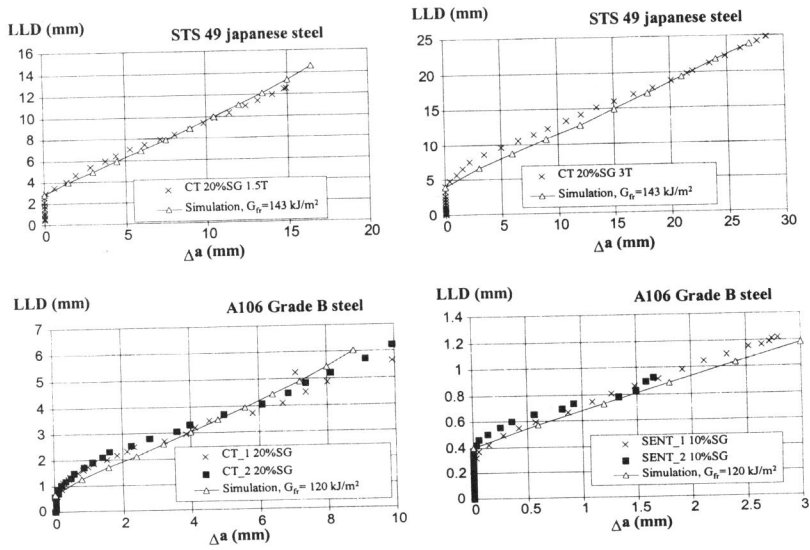 LLD (mm)
STS 49 japanese steel
16
14
12
10
8
6
4
2
0
CT 20%SG 1.5T
Simulation, Gfr=143 kJ/m²
0
5
10
15
20
Δa (mm)
LLD (mm)
STS 49 japanese steel
25
20
15
10
5
0
CT 20%SG 3T
Simulation, Gfr=143 kJ/m²
0
5
10
15
20
25
30
Δa (mm)
LLD (mm)
A106 Grade B steel
7
6
5
4
3
2
1
0
CT_1 20%SG
CT_2 20%SG
Simulation, Gfr= 120 kJ/m²
0
2
4
6
8
10
Δa (mm)
LLD (mm)
A106 Grade B steel
1.4
1.2
1
0.8
0.6
0.4
0.2
0
SENT_1 10%SG
SENT_2 10%SG
Simulation, Gfr=120 kJ/m²
0
0.5
1
1.5
2
2.5
3
Δa (mm)